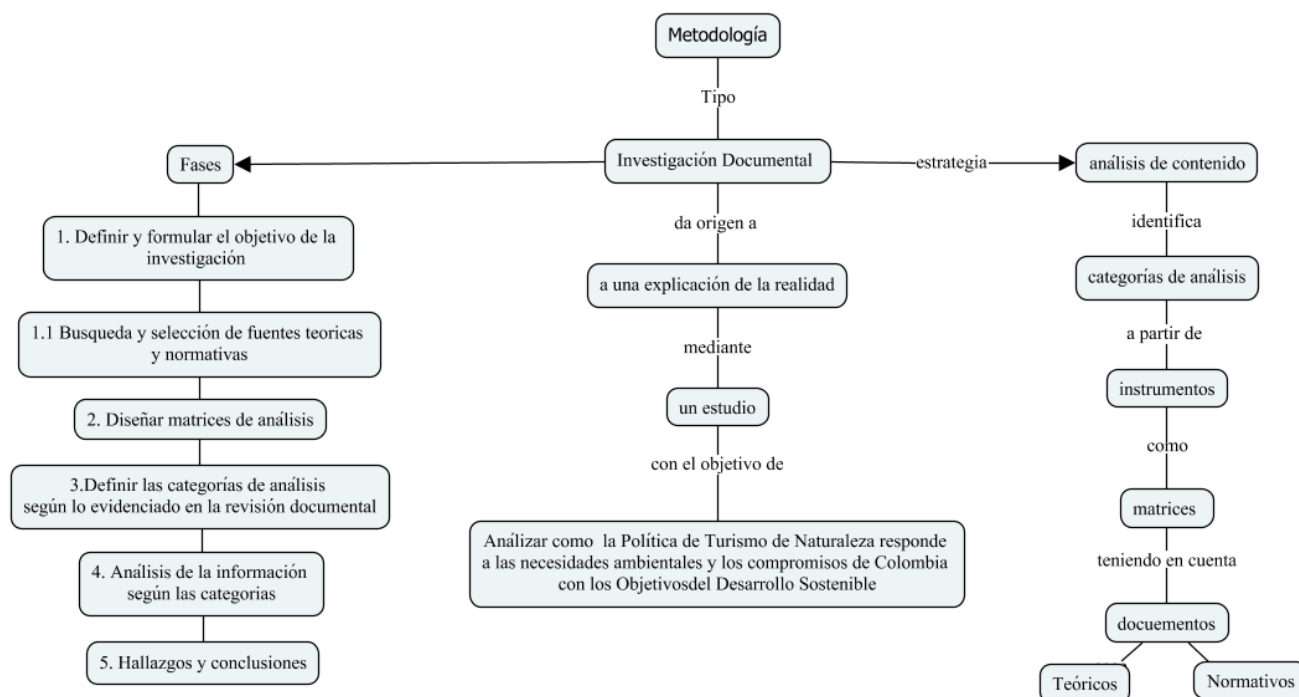 Metodología
Tipo
Investigación Documental
Fases
1. Definir y formular el objetivo de la
investigación
1.1 Busqueda y selección de fuentes teoricas
y normativas
2. Diseñar matrices de análisis
3.Definir las categorías de análisis
según lo evidenciado en la revisión documental
4. Análisis de la información
según las categorias
5. Hallazgos y conclusiones
da origen a
a una explicación de la realidad
mediante
un estudio
con el objetivo de
Análizar como la Política de Turismo de Naturaleza responde
a las necesidades ambientales y los compromisos de Colombia
con los Objetivosdel Desarrollo Sostenible
estrategia
análisis de contenido
identifica
categorías de análisis
a partir de
instrumentos
como
matrices
teniendo en cuenta
docuementos
Teóricos
Normativos